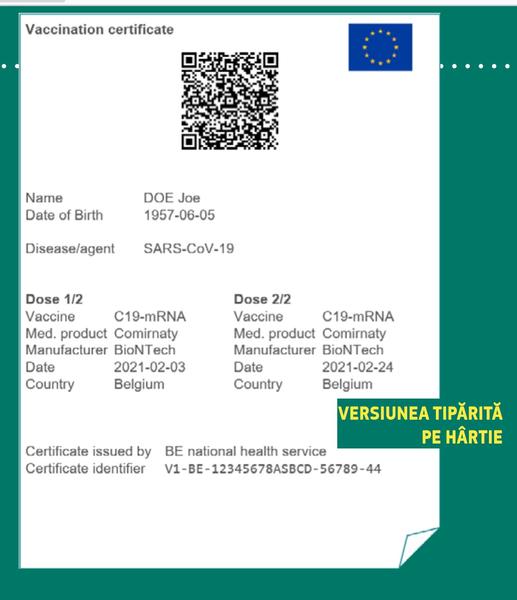 Vaccination certificate
Name DOE Joe
Date of Birth 1957-06-05
Disease/agent SARS-CoV-19
Dose 1/2 Dose 2/2
Vaccine C19-mRNA Vaccine C19-mRNA
Med. product Comirnaty Med. product Comirnaty
Manufacturer BioNTech Manufacturer BioNTech
Date 2021-02-03 Date 2021-02-24
Country Belgium Country Belgium
VERSIUNEA TIPĂRITĂ
PE HÂRTIE
Certificate issued by BE national health service
Certificate identifier V1-BE-12345678ASBCD-56789-44